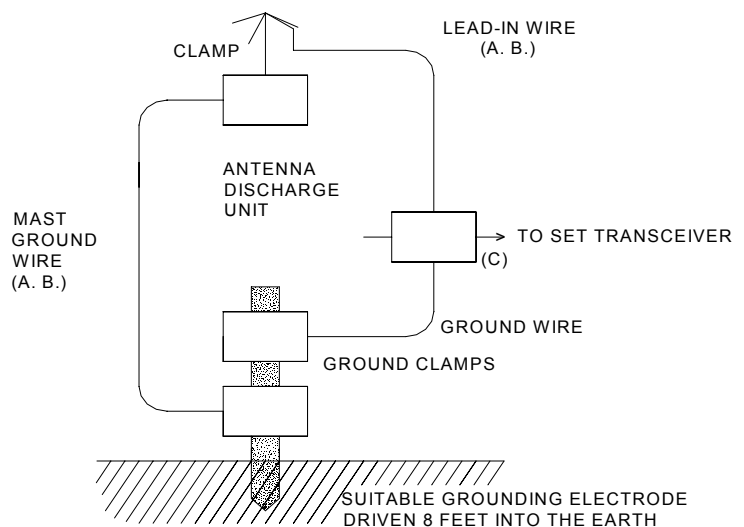 LEAD-IN WIRE
(A. B.)
CLAMP
ANTENNA
DISCHARGE
UNIT
MAST
GROUND
WIRE
(A. B.)
TO SET TRANSCEIVER
(C)
GROUND WIRE
GROUND CLAMPS
SUITABLE GROUNDING ELECTRODE
DRIVEN 8 FEET INTO THE EARTH